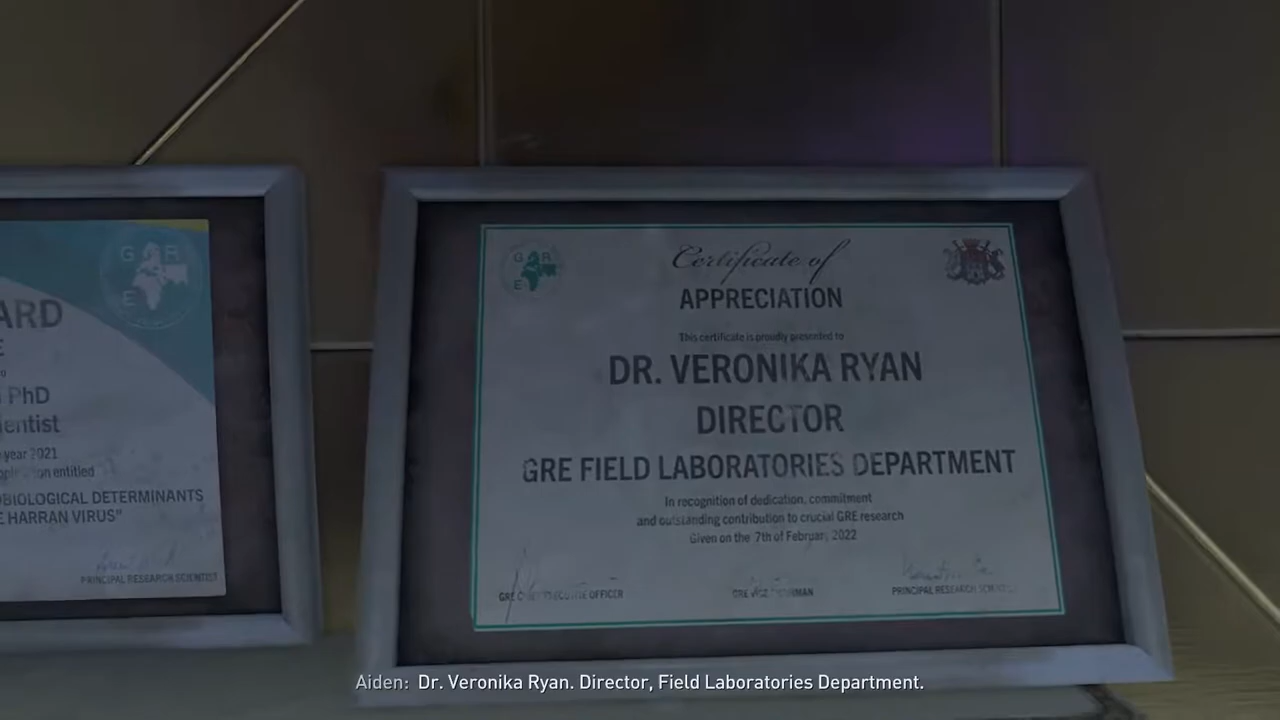 G R
E
ARD
E
PhD
entist
year 2021
entitled
OBIOLOGICAL DETERMINANTS
E HARRAN VIRUS"
PRINCIPAL RESEARCH SCIENTIST
G R
E
Certificate of
APPRECIATION
This certificate is proudly presented to
DR. VERONIKA RYAN
DIRECTOR
GRE FIELD LABORATORIES DEPARTMENT
In recognition of dedication, commitment
and outstanding contribution to crucial GRE research
Given on the 7th of February 2022
GRE CHIEF EXECUTIVE OFFICER
GRE VICE CHAIRMAN
PRINCIPAL RESEARCH SCIENTIST
Aiden: Dr. Veronika Ryan. Director, Field Laboratories Department.